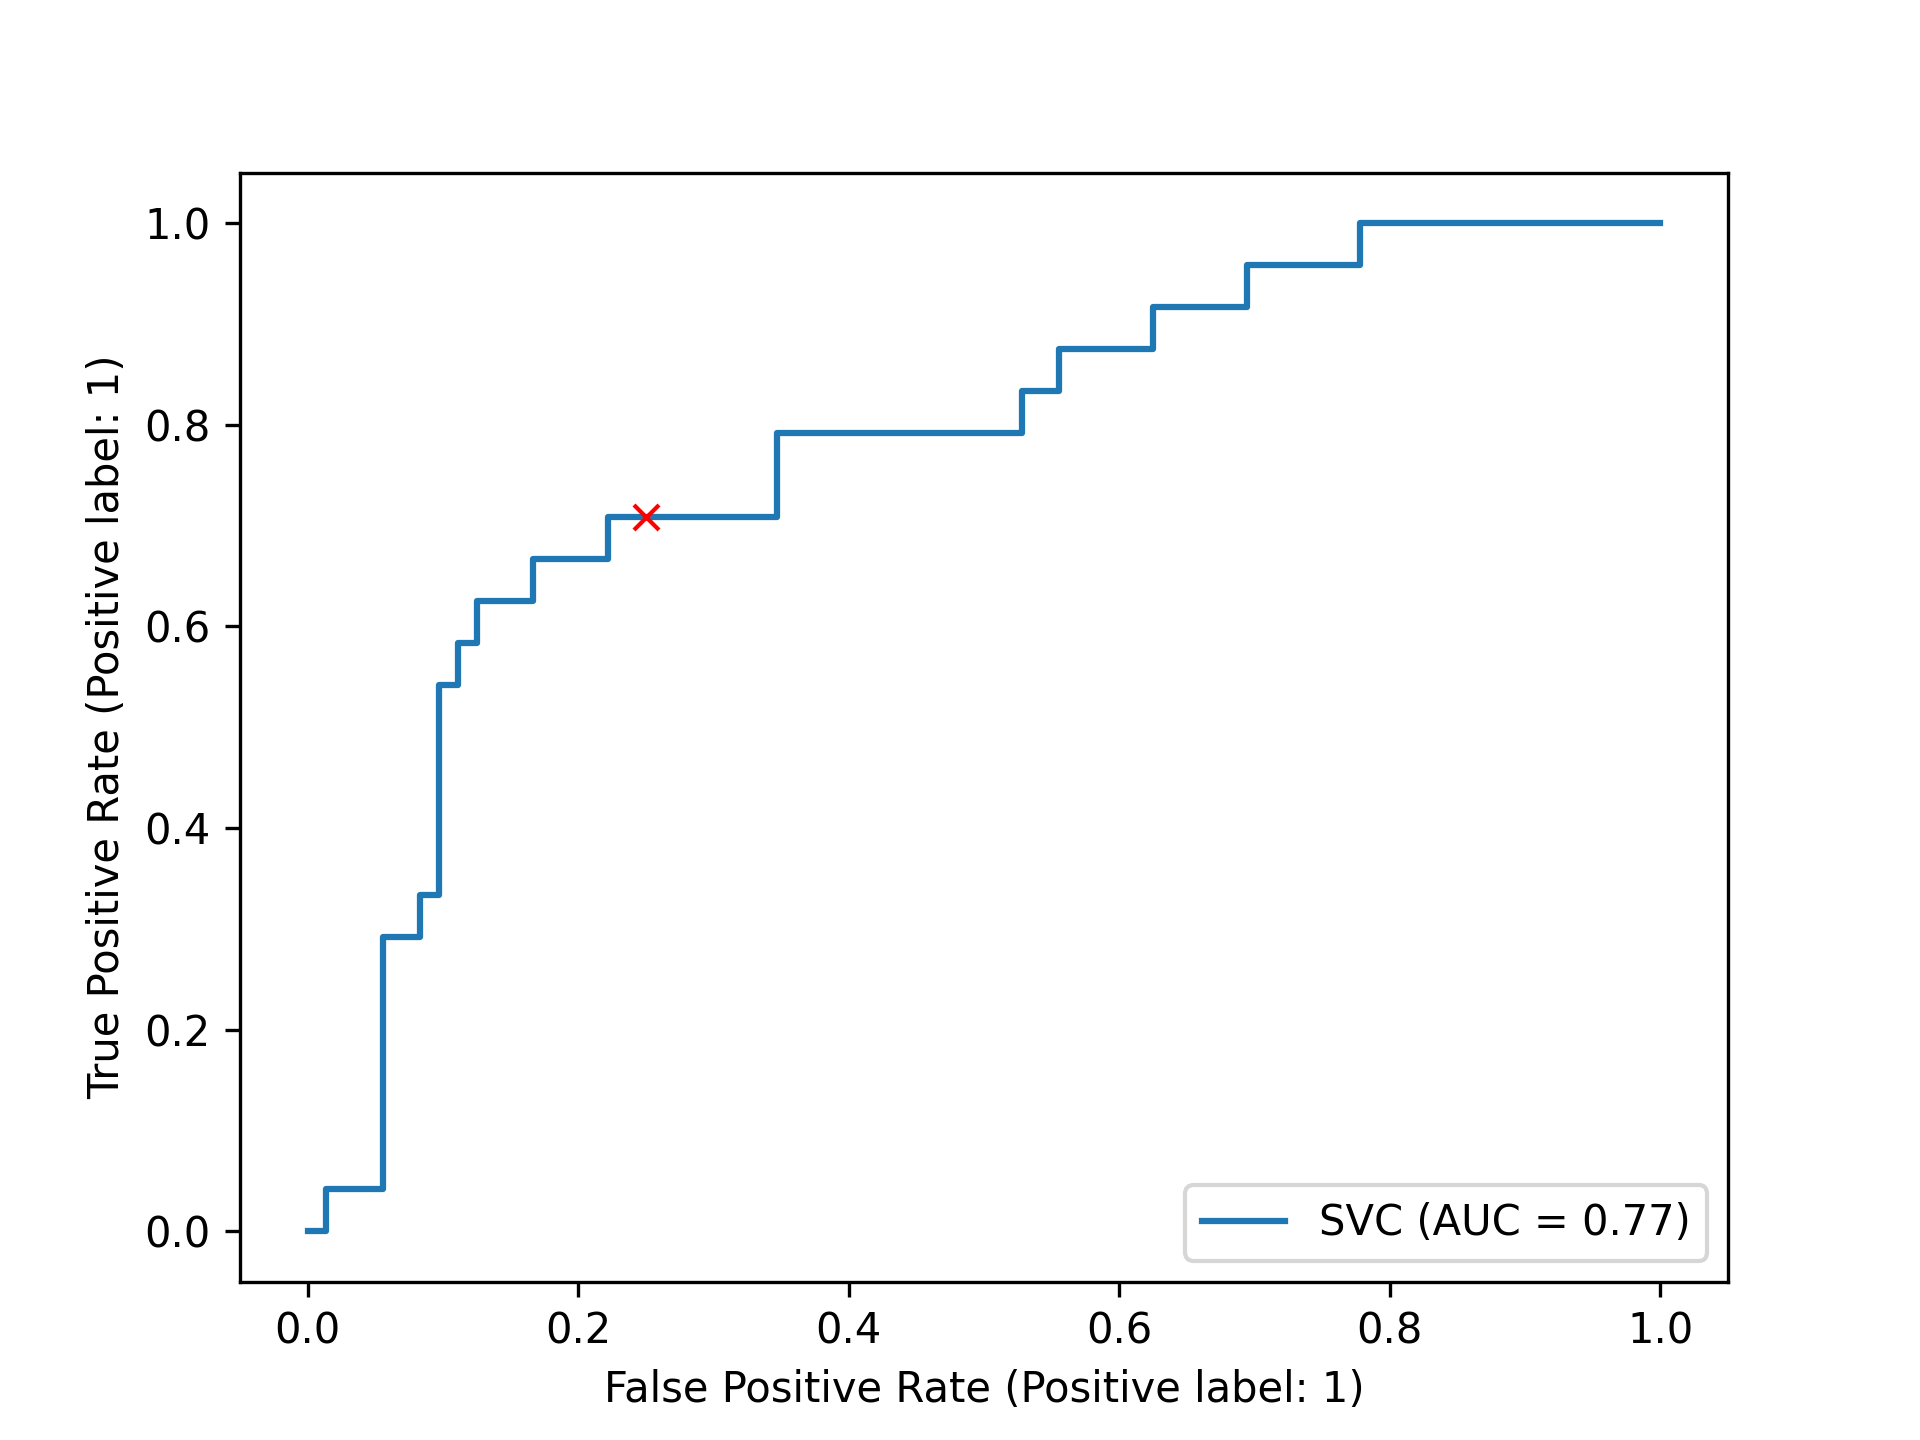 1.0
0.8
0.6
0.4
0.2
0.0
True Positive Rate (Positive label: 1)
SVC (AUC = 0.77)
0.0 0.2 0.4 0.6 0.8 1.0
False Positive Rate (Positive label: 1)